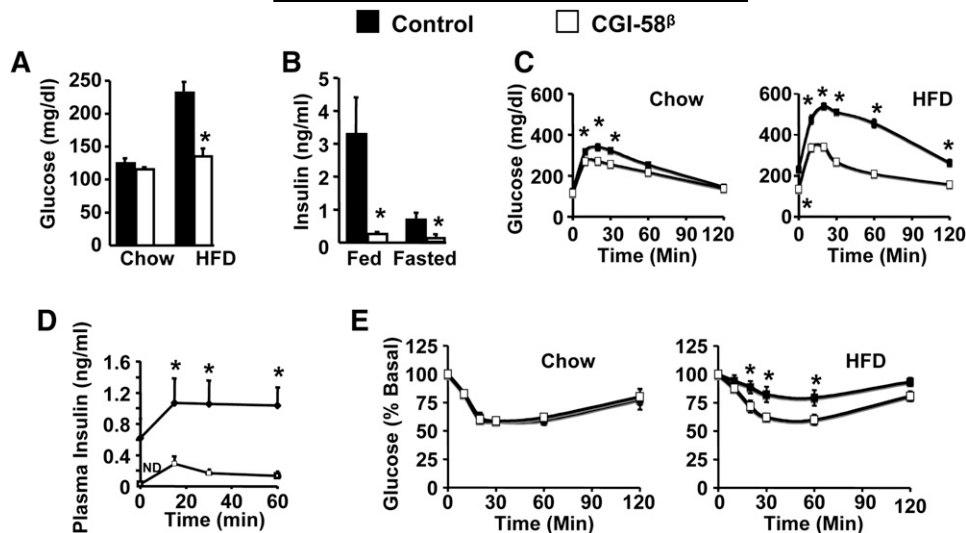 Control CGI-58β
A
Glucose (mg/dl)
250
200
150
100
50
0
*
Chow HFD
B
Insulin (ng/ml)
5
4
3
2
1
0
* *
Fed Fasted
C
Glucose (mg/dl)
Chow
600
400
200
0
* * *
0 30 60 90 120
Time (Min)
HFD
600
400
200
0
* * * * *
*
0 30 60 90 120
Time (Min)
D
Plasma Insulin (ng/ml)
1.6
1.2
0.8
0.4
0
* * *
ND
0 20 40 60
Time (min)
E
Glucose (% Basal)
Chow
125
100
75
50
25
0
0 30 60 90 120
Time (Min)
HFD
125
100
75
50
25
0
* * *
0 30 60 90 120
Time (Min)